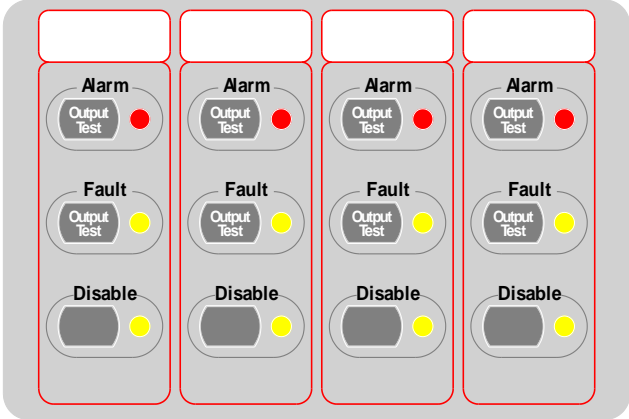 Alarm Alarm Alarm Alarm
Output Output Output Output
Test Test Test Test
Fault Fault Fault Fault
Output Output Output Output
Test Test Test Test
Disable Disable Disable Disable